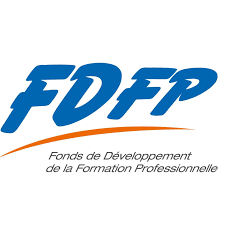 FDFP
Fonds de Développement
de la Formation Professionnelle